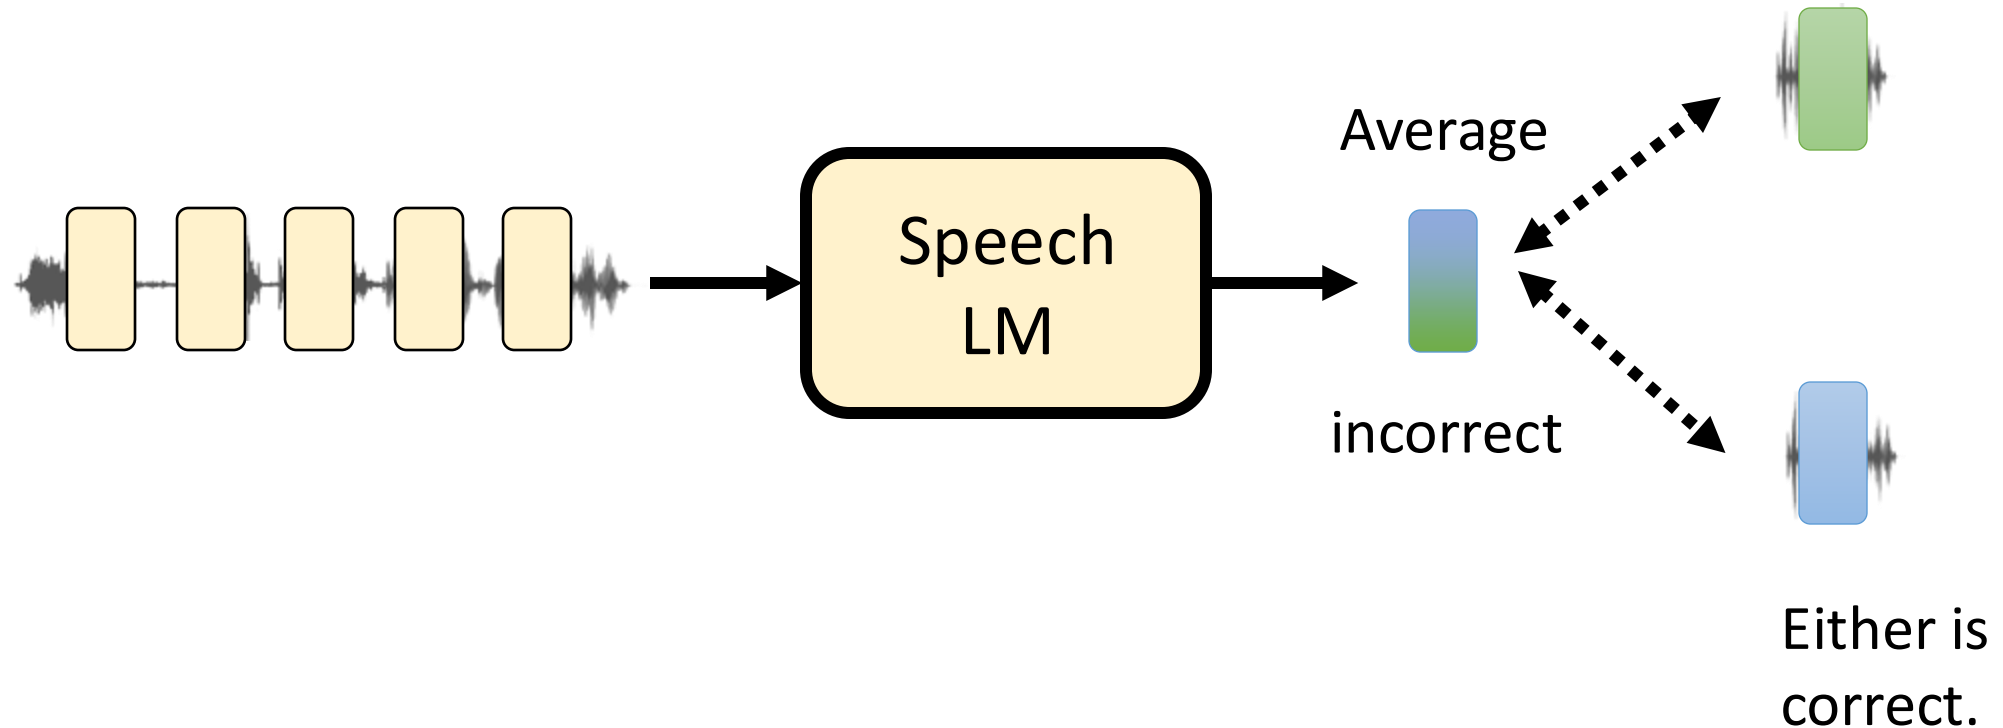 Speech
LM
Average
incorrect
Either is
correct.